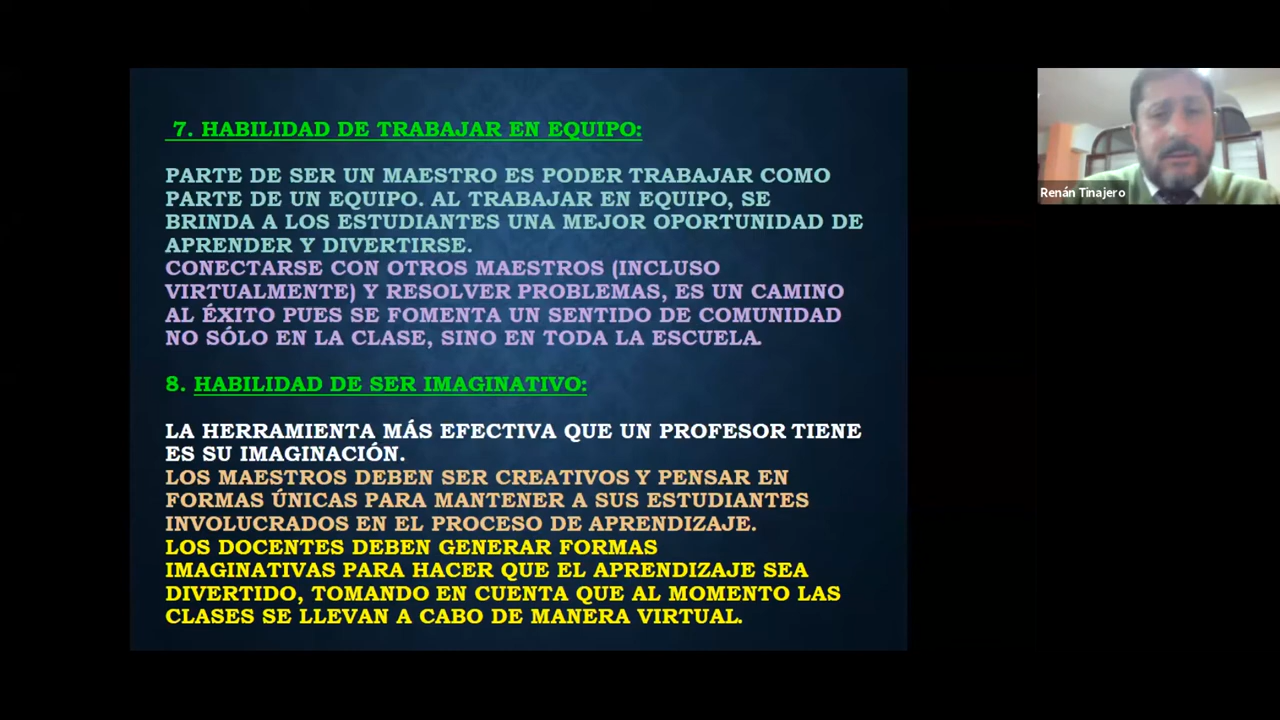 7. HABILIDAD DE TRABAJAR EN EQUIPO:
PARTE DE SER UN MAESTRO ES PODER TRABAJAR COMO
PARTE DE UN EQUIPO. AL TRABAJAR EN EQUIPO, SE
BRINDA A LOS ESTUDIANTES UNA MEJOR OPORTUNIDAD DE
APRENDER Y DIVERTIRSE.
CONECTARSE CON OTROS MAESTROS (INCLUSO
VIRTUALMENTE) Y RESOLVER PROBLEMAS, ES UN CAMINO
AL ÉXITO PUES SE FOMENTA UN SENTIDO DE COMUNIDAD
NO SÓLO EN LA CLASE, SINO EN TODA LA ESCUELA.
8. HABILIDAD DE SER IMAGINATIVO:
LA HERRAMIENTA MÁS EFECTIVA QUE UN PROFESOR TIENE
ES SU IMAGINACIÓN.
LOS MAESTROS DEBEN SER CREATIVOS Y PENSAR EN
FORMAS ÚNICAS PARA MANTENER A SUS ESTUDIANTES
INVOLUCRADOS EN EL PROCESO DE APRENDIZAJE.
LOS DOCENTES DEBEN GENERAR FORMAS
IMAGINATIVAS PARA HACER QUE EL APRENDIZAJE SEA
DIVERTIDO, TOMANDO EN CUENTA QUE AL MOMENTO LAS
CLASES SE LLEVAN A CABO DE MANERA VIRTUAL.
Renán Tinajero